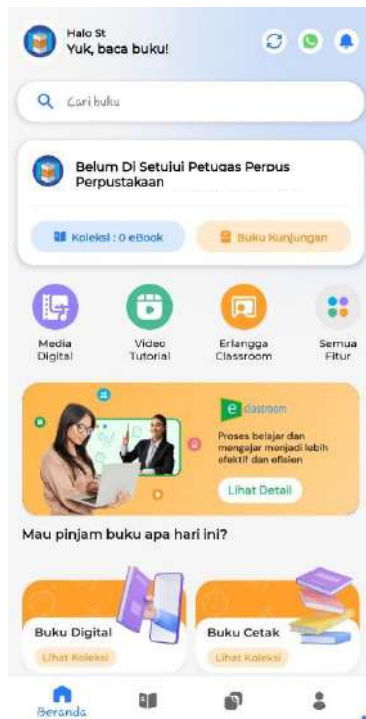 Halo St
Yuk, baca buku!
Cari buku
Belum Di Setujui Petugas Perpus
Perpustakaan
Koleksi : 0 eBook
Buku Kunjungan
Media
Digital
Video
Tutorial
Erlangga
Classroom
Semua
Fitur
e classroom
Proses belajar dan
mengajar menjadi lebih
efektif dan efisien
Lihat Detail
Mau pinjam buku apa hari ini?
Buku Digital
Lihat Koleksi
Buku Cetak
Lihat Koleksi
Beranda